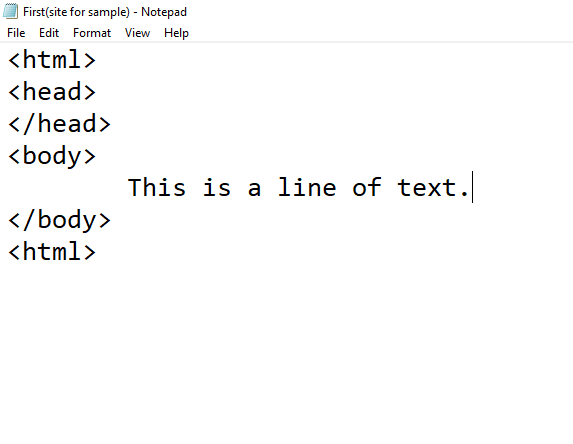 First(site for sample) - Notepad
File Edit Format View Help
<html>
<head>
</head>
<body>
This is a line of text.
</body>
<html>